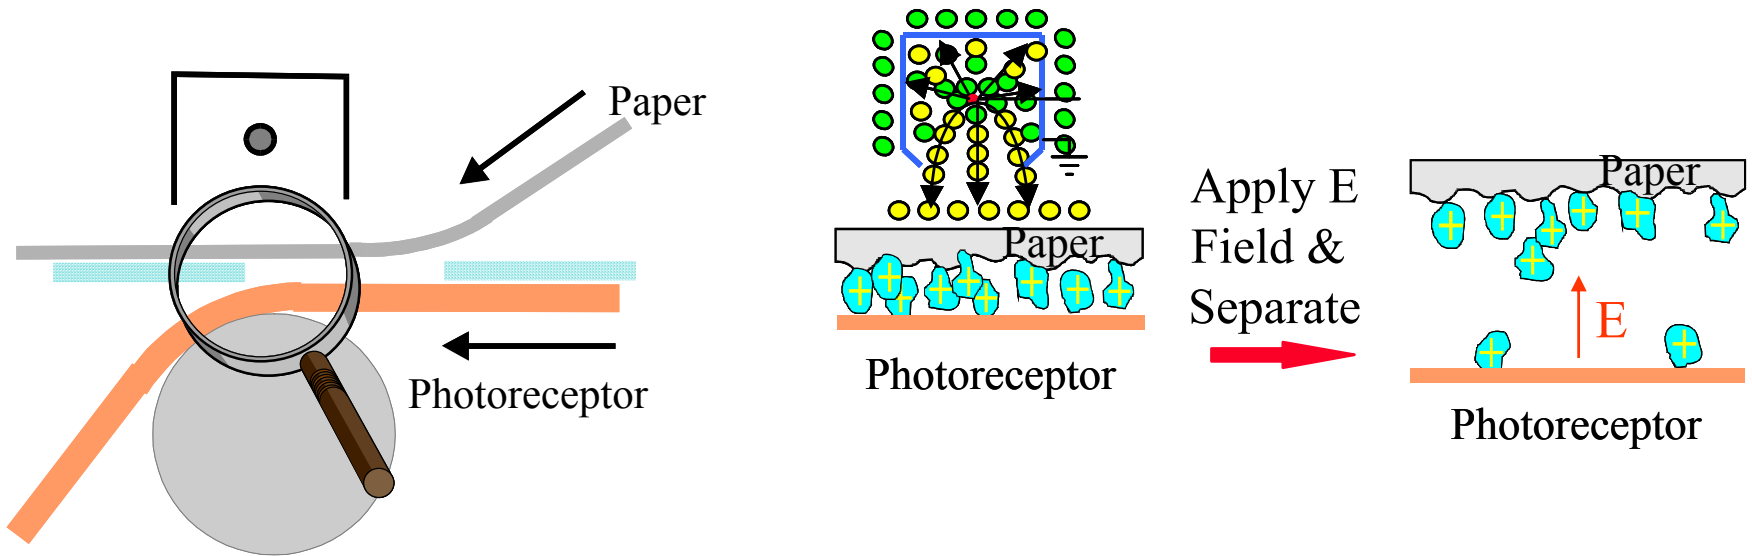 Paper
Photoreceptor
Paper
Photoreceptor
Apply E
Field &
Separate
Paper
E
Photoreceptor